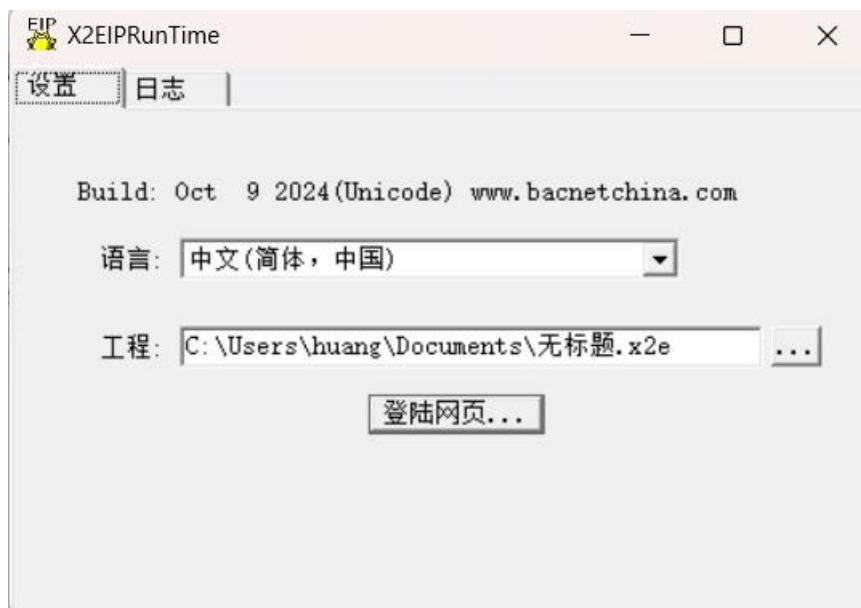 EIP X2EIPRunTime
设置 日志
Build: Oct  9 2024(Unicode) www.bacnetchina.com
语言: 中文(简体，中国)
工程: C:\Users\huang\Documents\无标题.x2e ...
登陆网页...